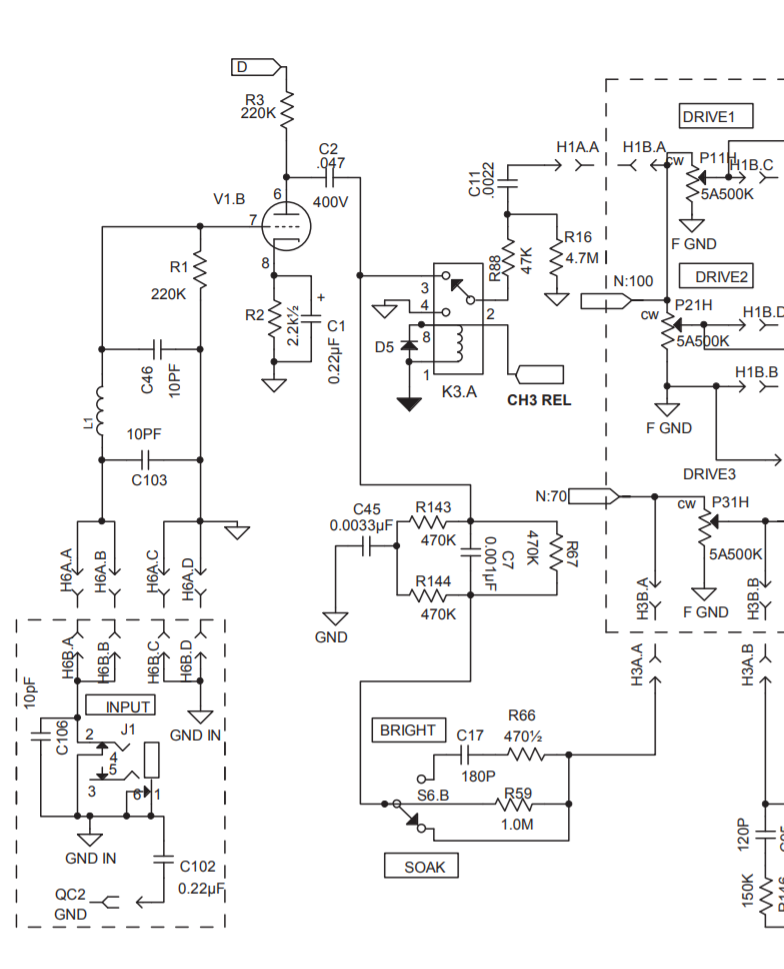 D
R3
220K
C2
.047
400V
V1.B
6
7
8
R1
220K
R2
2.2k½
+
C1
0.22µF
C46
10PF
L1
10PF
C103
C11
.0022
R88
47K
R16
4.7M
3
4
2
8
1
D5
K3.A
CH3 REL
H1A.A
H1B.A
DRIVE1
cw
P11H
H1B.C
5A500K
F GND
DRIVE2
N:100
cw
P21H
H1B.D
5A500K
H1B.B
F GND
DRIVE3
N:70
cw
P31H
5A500K
F GND
H3B.A
H3B.B
H3A.A
H3A.B
C45
0.0033µF
R143
470K
R144
470K
C7
0.001µF
470K
R67
GND
H6A.A
H6A.B
H6A.C
H6A.D
H6B.A
H6B.B
H6B.C
H6B.D
10pF
C106
INPUT
J1
2
4
5
3
6
1
GND IN
GND IN
C102
0.22µF
QC2
GND
BRIGHT
C17
180P
R66
470½
S6.B
R59
1.0M
SOAK
120P
150K